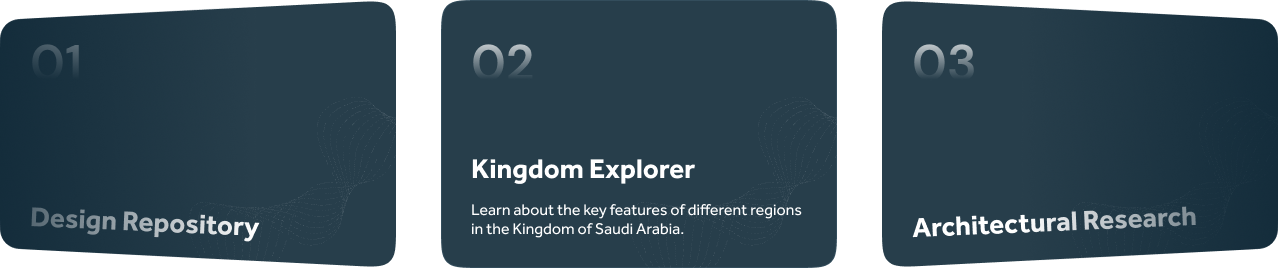 01
Design Repository
02
Kingdom Explorer
Learn about the key features of different regions
in the Kingdom of Saudi Arabia.
03
Architectural Research